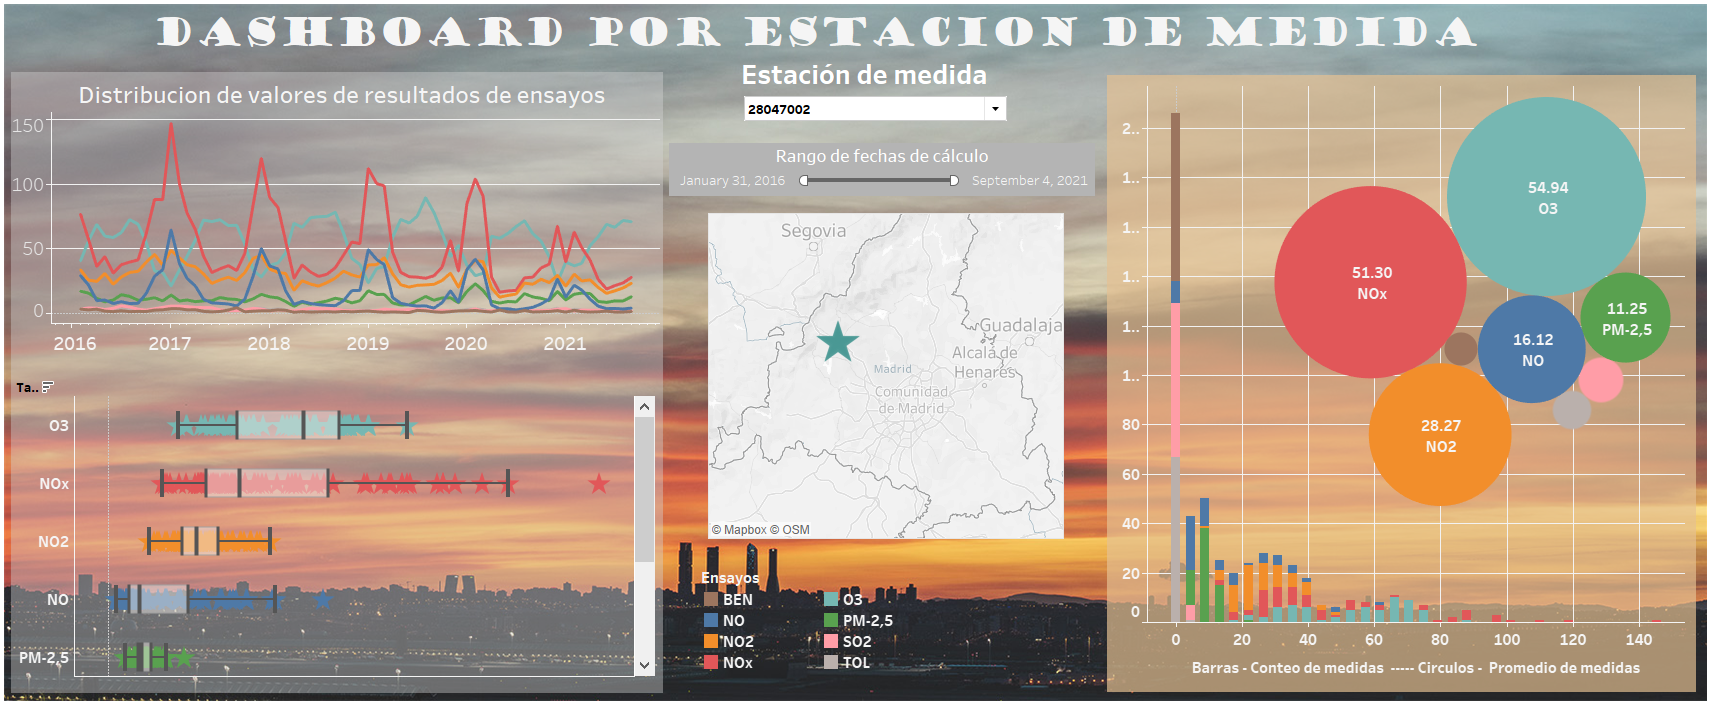 DASHBOARD POR ESTACION DE MEDIDA
Distribucion de valores de resultados de ensayos
150
100
50
0
2016 2017 2018 2019 2020 2021
Ta..
O3
NOx
NO2
NO
PM-2,5
Estación de medida
28047002
Rango de fechas de cálculo
January 31, 2016 September 4, 2021
Segovia
Guadalaja
Alcalá de
Henares
Madrid
Comunidad
de Madrid
© Mapbox © OSM
Ensayos
BEN O3
NO PM-2,5
NO2 SO2
NOx TOL
2..
1..
1..
1..
1..
1..
80
60
40
20
0
54.94
O3
51.30
NOx
11.25
PM-2,5
16.12
NO
28.27
NO2
0 20 40 60 80 100 120 140
Barras - Conteo de medidas ----- Circulos - Promedio de medidas